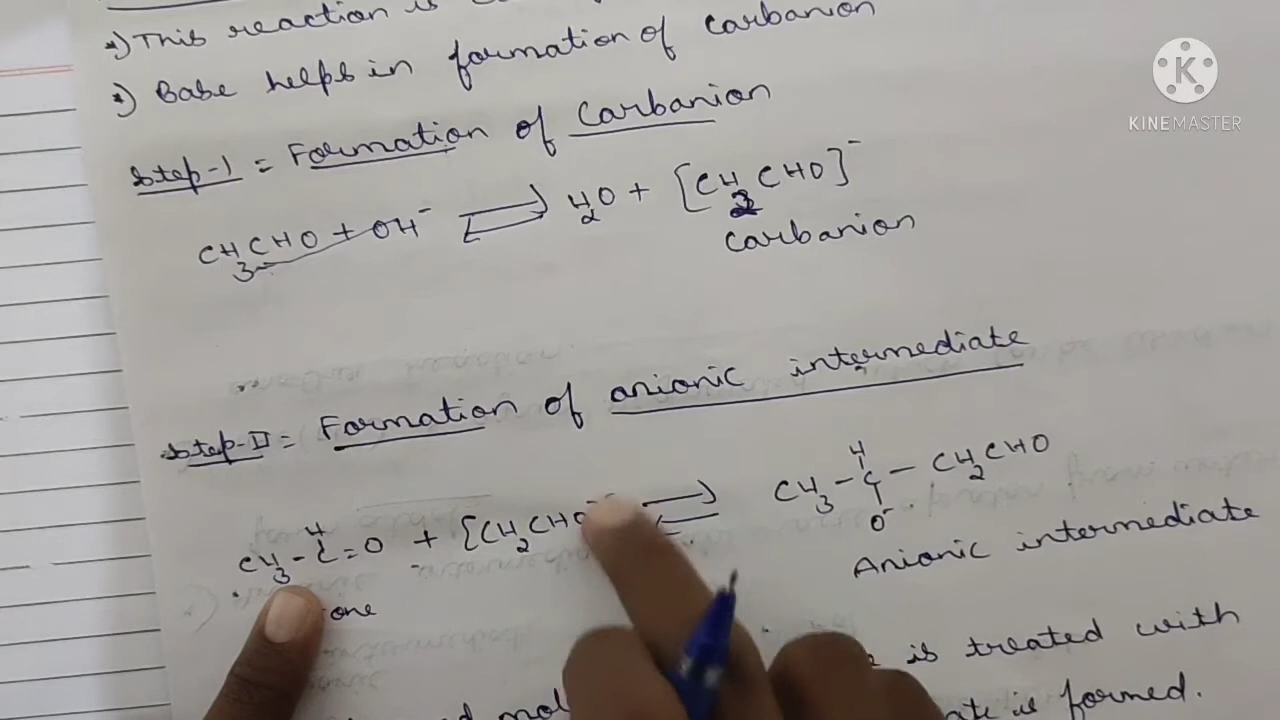 *) This reaction is
*) Base helps in formation of carbanion
Step-I = Formation of Carbanion
CH3CHO + OH- ⇌ H2O + [CH2CHO]-
Carbanion
Step-II = Formation of anionic intermediate
H
H
CH3-C=O + [CH2CHO ⇌ CH3-C-CH2CHO
O-
one
Anionic intermediate
is treated with
is formed.
KINEMASTER